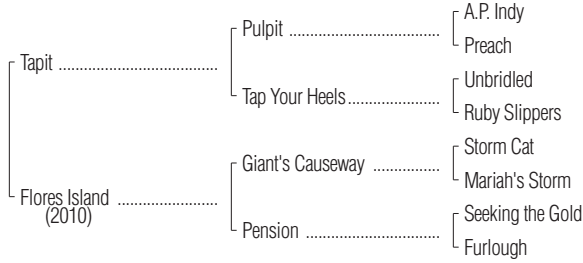 A.P. Indy
Pulpit ........................................
Preach
Tapit ...........................................
Unbridled
Tap Your Heels.......................
Ruby Slippers
Storm Cat
Giant's Causeway .................
Mariah's Storm
Flores Island ..........................
(2010)
Seeking the Gold
Pension ..................................
Furlough